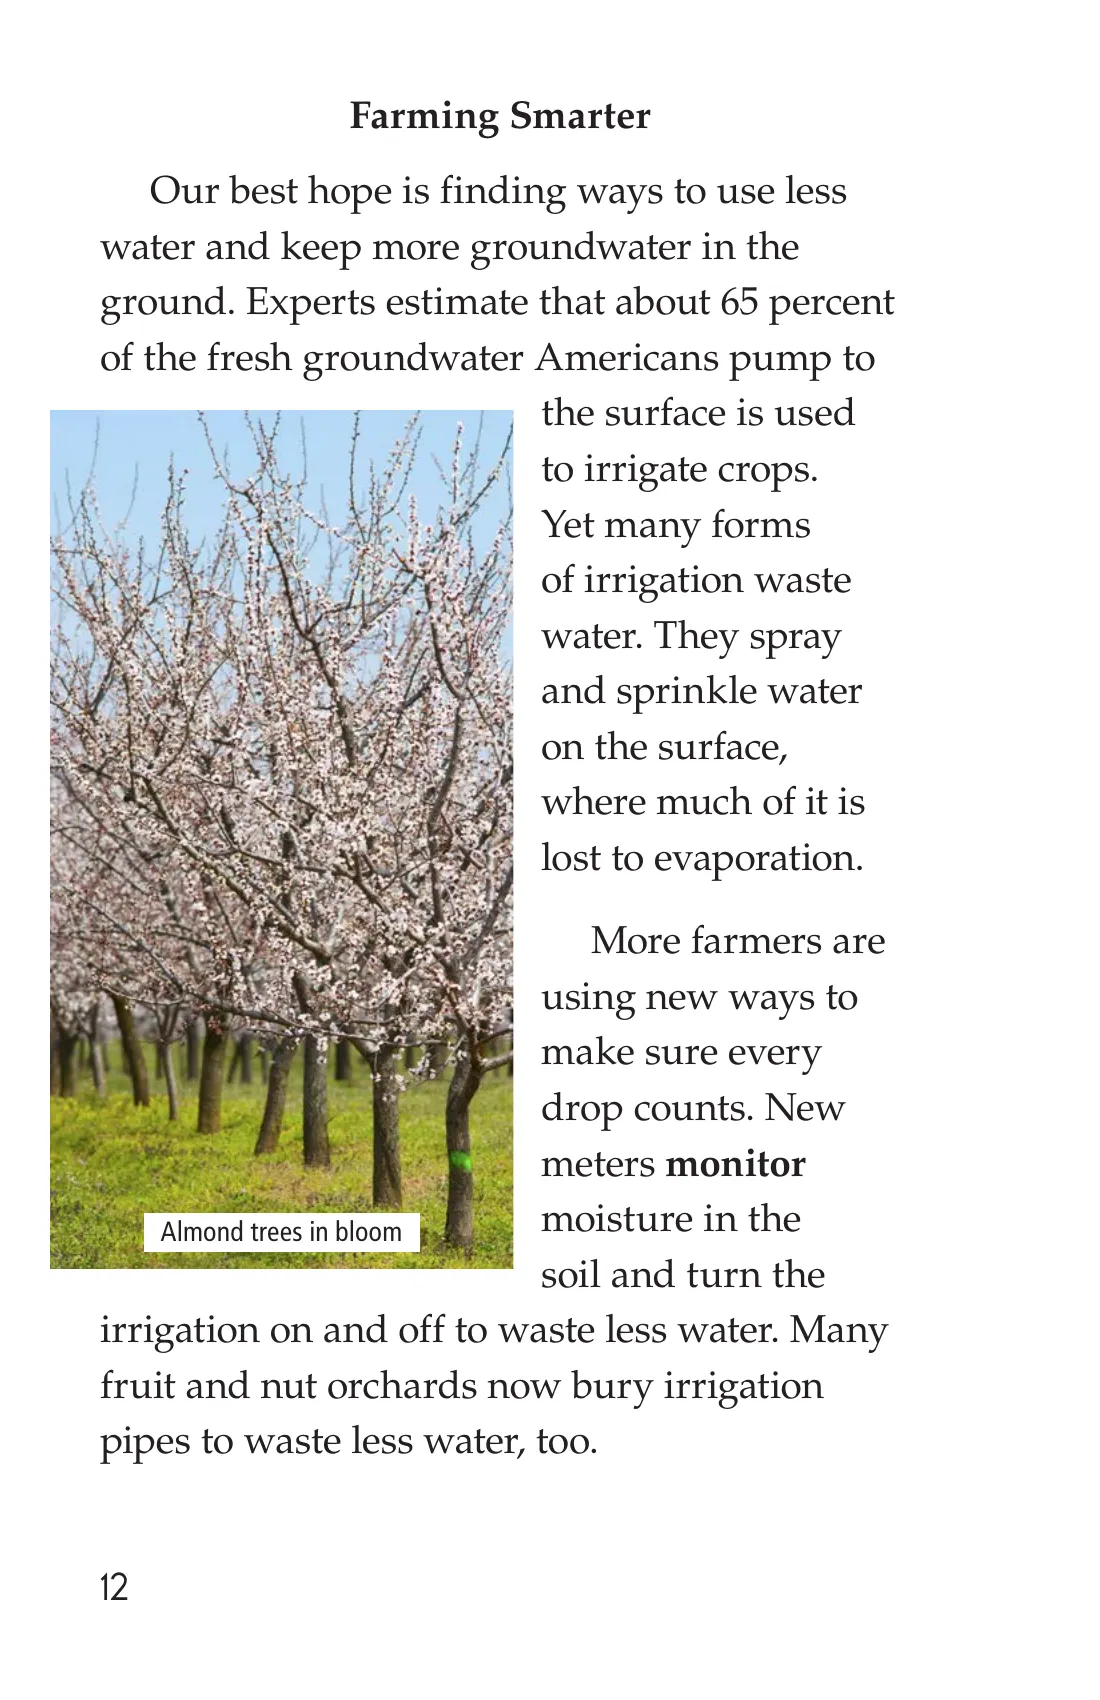 Farming Smarter
Our best hope is finding ways to use less
water and keep more groundwater in the
ground. Experts estimate that about 65 percent
of the fresh groundwater Americans pump to
the surface is used
to irrigate crops.
Yet many forms
of irrigation waste
water. They spray
and sprinkle water
on the surface,
where much of it is
lost to evaporation.
More farmers are
using new ways to
make sure every
drop counts. New
meters monitor
moisture in the
soil and turn the
irrigation on and off to waste less water. Many
fruit and nut orchards now bury irrigation
pipes to waste less water, too.
Almond trees in bloom
12